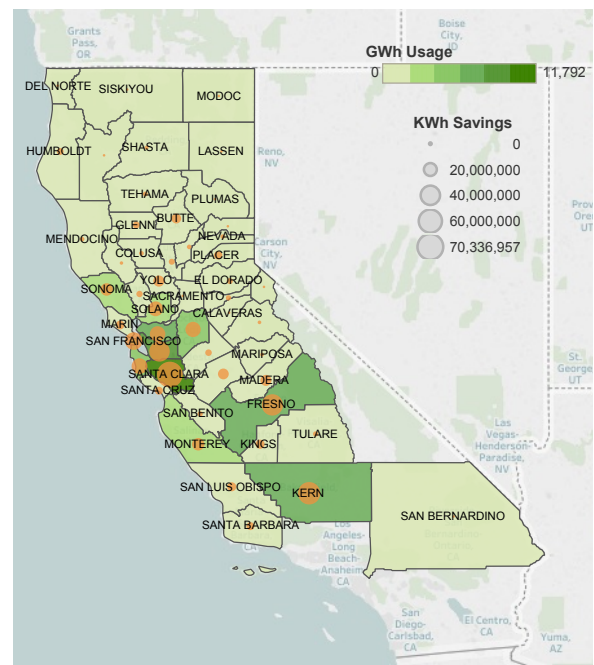 Grants
Pass,
OR
Boise
City,
ID
GWh Usage
0
11,792
DEL NORTE
SISKIYOU
MODOC
KWh Savings
0
20,000,000
40,000,000
60,000,000
70,336,957
HUMBOLDT
SHASTA
LASSEN
Reno,
NV
TEHAMA
PLUMAS
BUTTE
GLENN
MENDOCINO
NEVADA
Carson
City,
NV
COLUSA
PLACER
Prov
Ore
UT
YOLO
EL DORADO
SONOMA
SACRAMENTO
SOLANO
CALAVERAS
MARIN
SAN FRANCISCO
MARIPOSA
SANTA CLARA
MADERA
SANTA CRUZ
St.
George,
UT
FRESNO
SAN BENITO
Las
Vegas-
Henderson-
Paradise,
NV
MONTEREY
KINGS
TULARE
SAN LUIS OBISPO
KERN
SAN BERNARDINO
SANTA BARBARA
CA
Los
Angeles-
Long
Beach-
Anaheim,
CA
San
Diego-
Carlsbad,
CA
El Centro,
CA
Yuma,
AZ